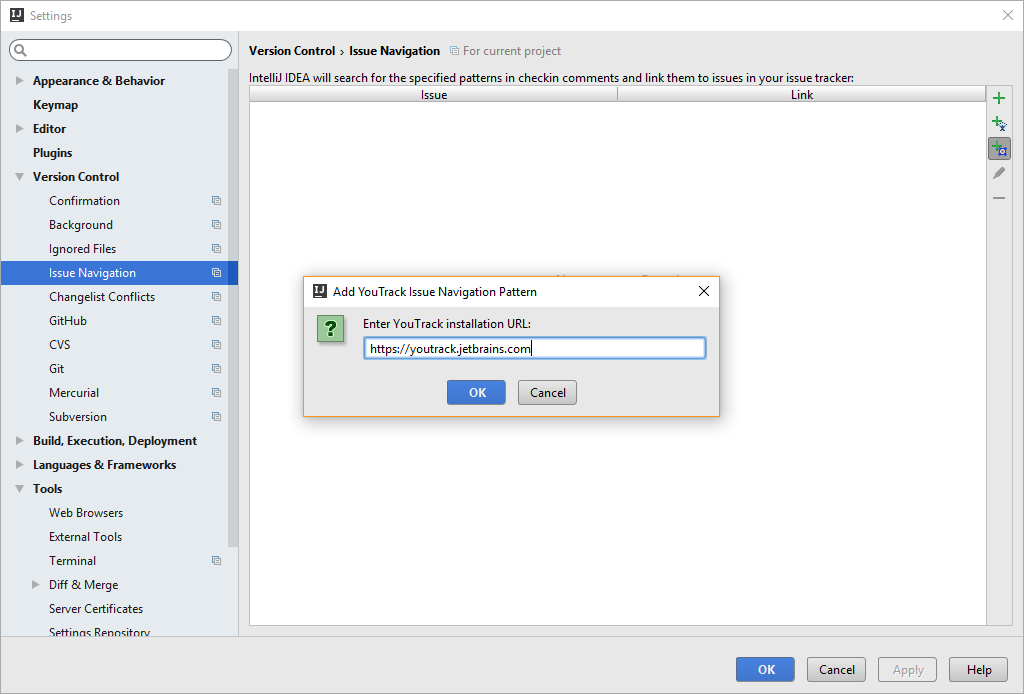 Settings
Version Control › Issue Navigation For current project
IntelliJ IDEA will search for the specified patterns in checkin comments and link them to issues in your issue tracker:
Issue Link
Appearance & Behavior
Keymap
Editor
Plugins
Version Control
Confirmation
Background
Ignored Files
Issue Navigation
Changelist Conflicts
GitHub
CVS
Git
Mercurial
Subversion
Build, Execution, Deployment
Languages & Frameworks
Tools
Web Browsers
External Tools
Terminal
Diff & Merge
Server Certificates
Settings Repository
Add YouTrack Issue Navigation Pattern
?
Enter YouTrack installation URL:
https://youtrack.jetbrains.com
OK Cancel
OK Cancel Apply Help